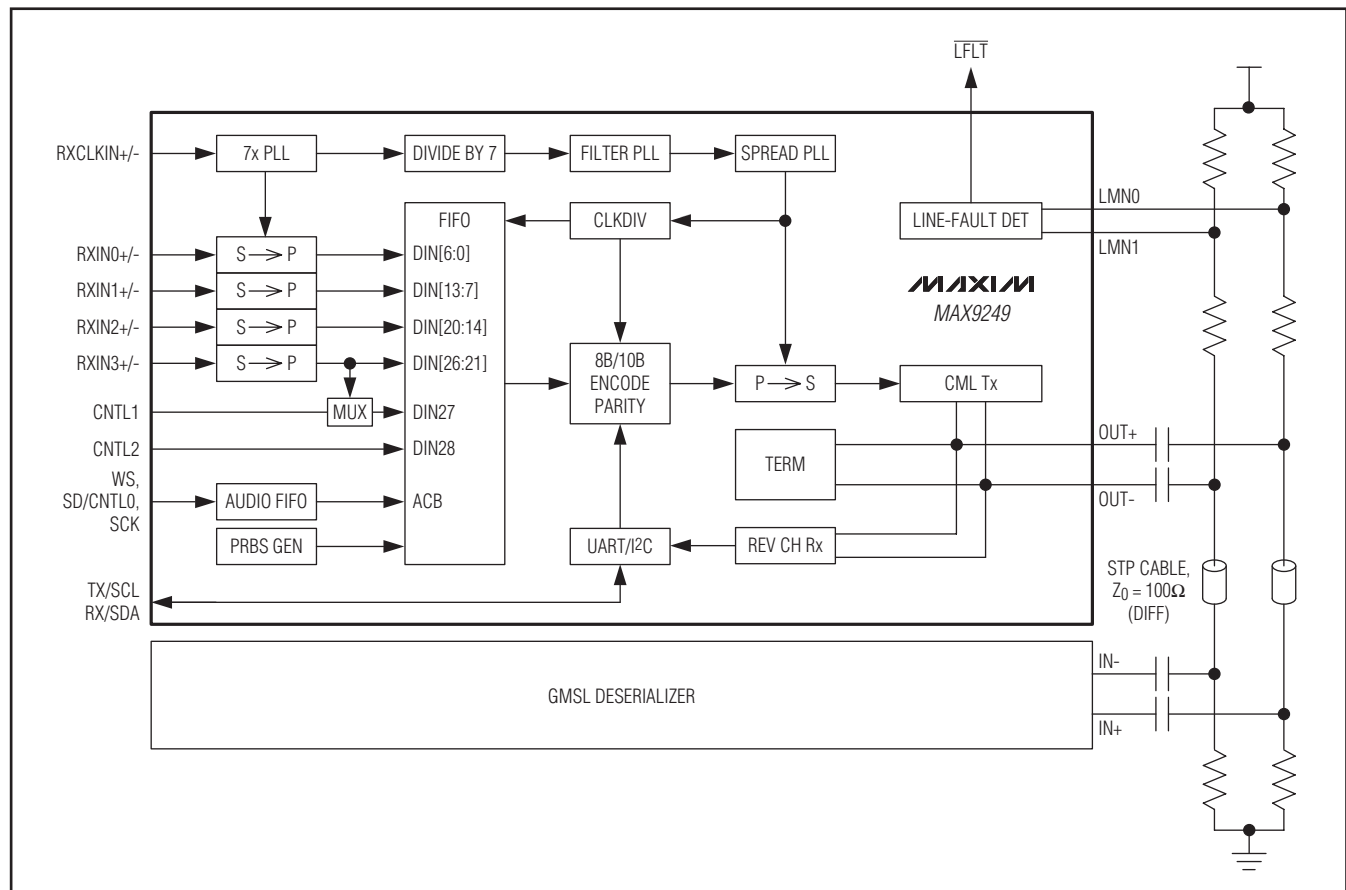 LFLT
RXCLKIN+/-
7x PLL
DIVIDE BY 7
FILTER PLL
SPREAD PLL
LMN0
LINE-FAULT DET
LMN1
FIFO
CLKDIV
MAXIM
MAX9249
RXIN0+/-
S → P
DIN[6:0]
RXIN1+/-
S → P
DIN[13:7]
RXIN2+/-
S → P
DIN[20:14]
RXIN3+/-
S → P
DIN[26:21]
8B/10B
ENCODE
PARITY
P → S
CML Tx
CNTL1
MUX
DIN27
CNTL2
DIN28
TERM
OUT+
OUT-
WS,
SD/CNTL0,
SCK
AUDIO FIFO
ACB
PRBS GEN
UART/I2C
REV CH Rx
TX/SCL
RX/SDA
STP CABLE,
Z0 = 100Ω
(DIFF)
GMSL DESERIALIZER
IN-
IN+